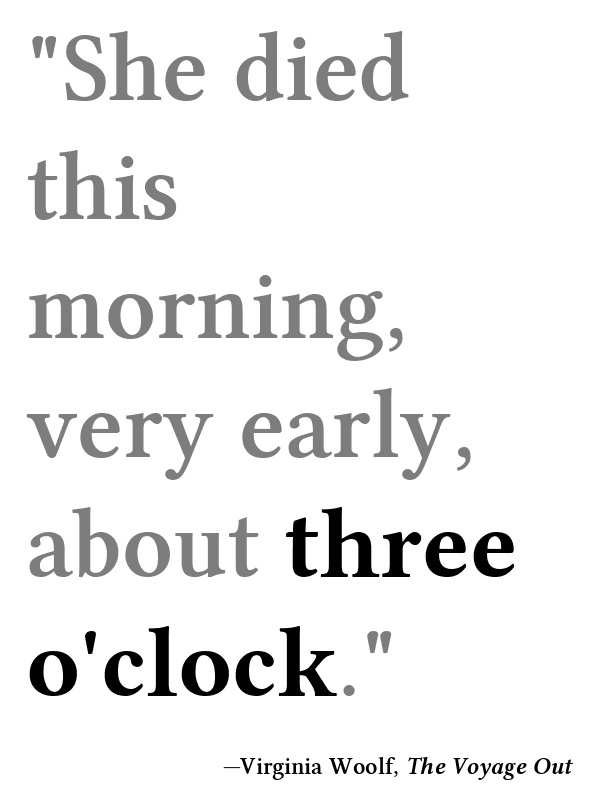 "She died
this
morning,
very early,
about three
o'clock."
—Virginia Woolf, The Voyage Out